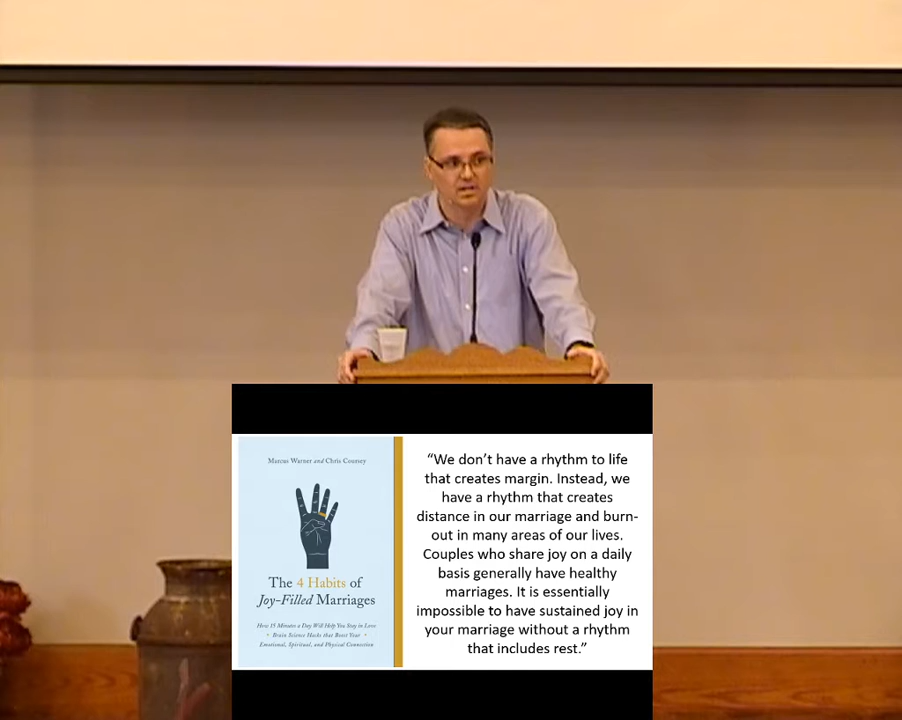 Marcus Warner and Chris Coursey
The 4 Habits of
Joy-Filled Marriages
How 15 Minutes a Day Will Help You Stay in Love
• Brain Science Hacks that Boost Your •
Emotional, Spiritual, and Physical Connection
“We don’t have a rhythm to life
that creates margin. Instead, we
have a rhythm that creates
distance in our marriage and burn-
out in many areas of our lives.
Couples who share joy on a daily
basis generally have healthy
marriages. It is essentially
impossible to have sustained joy in
your marriage without a rhythm
that includes rest.”